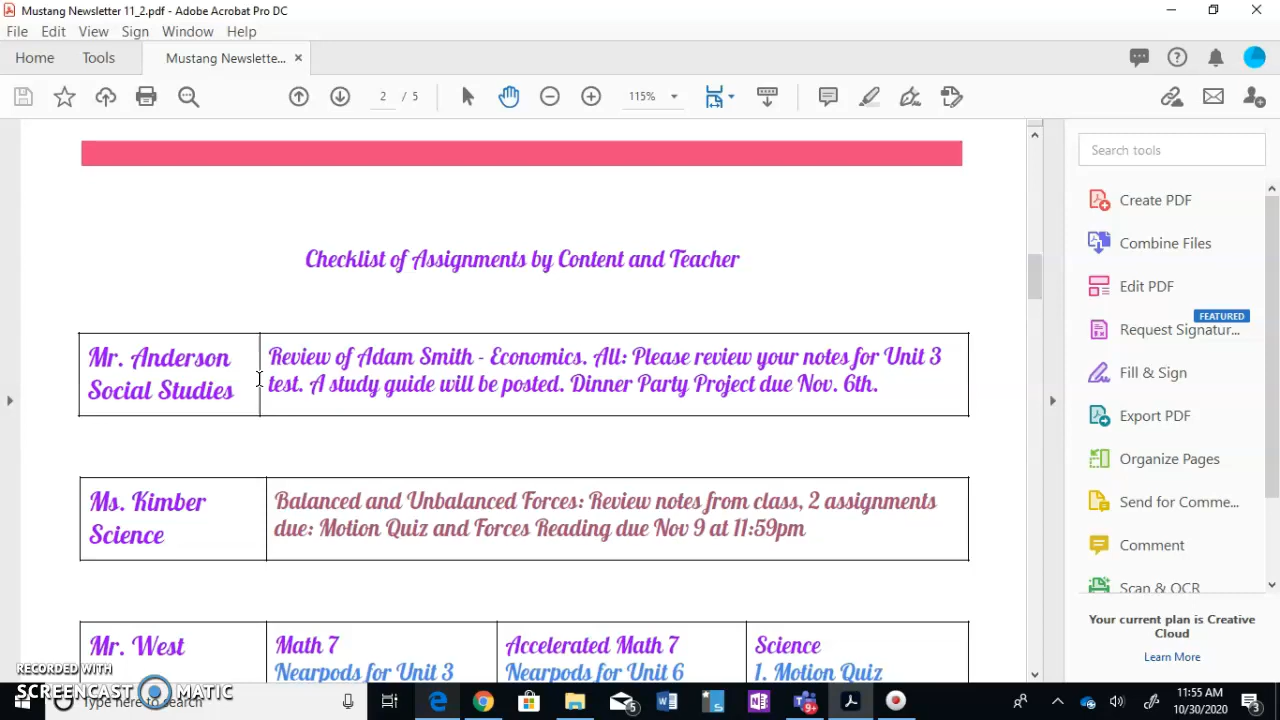 Mustang Newsletter 11_2.pdf - Adobe Acrobat Pro DC
File Edit View Sign Window Help
Home Tools Mustang Newslette... ×
2 / 5 115%
Search tools
Create PDF
Combine Files
Edit PDF
FEATURED
Request Signatur...
Fill & Sign
Export PDF
Organize Pages
Send for Comme...
Comment
Scan & OCR
Your current plan is Creative
Cloud
Learn More
Checklist of Assignments by Content and Teacher
Mr. Anderson
Social Studies
Review of Adam Smith - Economics. All: Please review your notes for Unit 3
test. A study guide will be posted. Dinner Party Project due Nov. 6th.
Ms. Kimber
Science
Balanced and Unbalanced Forces: Review notes from class, 2 assignments
due: Motion Quiz and Forces Reading due Nov 9 at 11:59pm
Mr. West
Math 7
Nearpods for Unit 3
Accelerated Math 7
Nearpods for Unit 6
Science
1. Motion Quiz
RECORDED WITH
SCREENCAST MATIC
Type here to search
5
9+
11:55 AM
10/30/2020
3